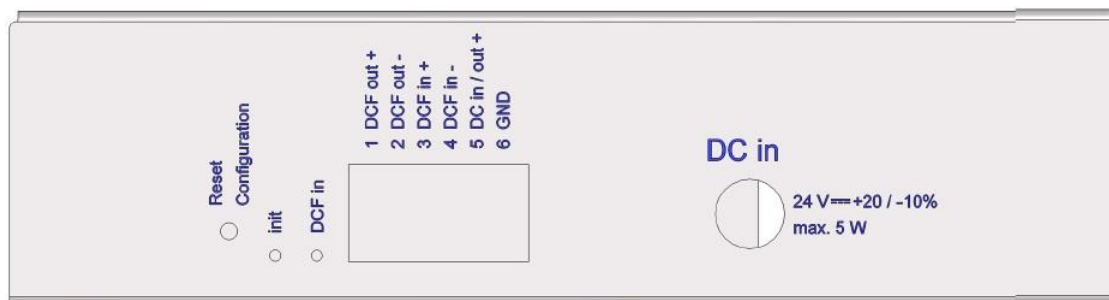 Reset
Configuration
init
DCF in
1 DCF out +
2 DCF out -
3 DCF in +
4 DCF in -
5 DC in / out +
6 GND
DC in
24 V⎓+20 / -10%
max. 5 W